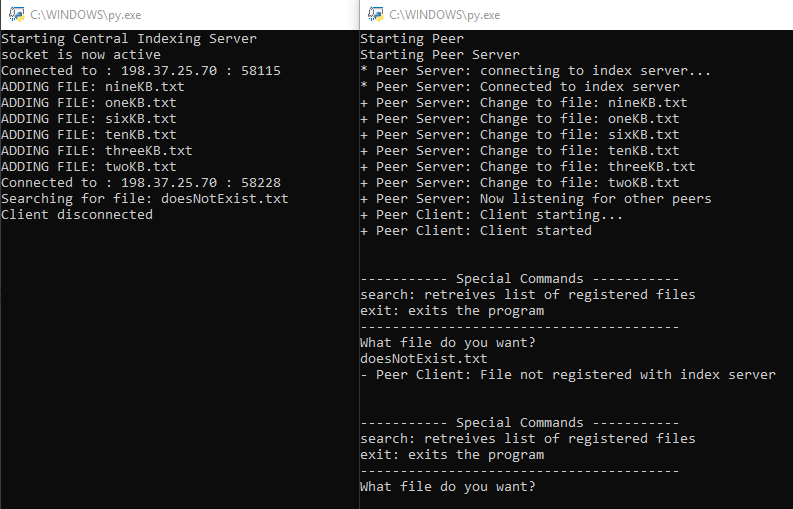 C:\WINDOWS\py.exe
Starting Central Indexing Server
socket is now active
Connected to : 198.37.25.70 : 58115
ADDING FILE: nineKB.txt
ADDING FILE: oneKB.txt
ADDING FILE: sixKB.txt
ADDING FILE: tenKB.txt
ADDING FILE: threeKB.txt
ADDING FILE: twoKB.txt
Connected to : 198.37.25.70 : 58228
Searching for file: doesNotExist.txt
Client disconnected
C:\WINDOWS\py.exe
Starting Peer
Starting Peer Server
* Peer Server: connecting to index server...
* Peer Server: Connected to index server
+ Peer Server: Change to file: nineKB.txt
+ Peer Server: Change to file: oneKB.txt
+ Peer Server: Change to file: sixKB.txt
+ Peer Server: Change to file: tenKB.txt
+ Peer Server: Change to file: threeKB.txt
+ Peer Server: Change to file: twoKB.txt
+ Peer Server: Now listening for other peers
+ Peer Client: Client starting...
+ Peer Client: Client started
----------- Special Commands -----------
search: retreives list of registered files
exit: exits the program
----------------------------------------
What file do you want?
doesNotExist.txt
- Peer Client: File not registered with index server
----------- Special Commands -----------
search: retreives list of registered files
exit: exits the program
----------------------------------------
What file do you want?